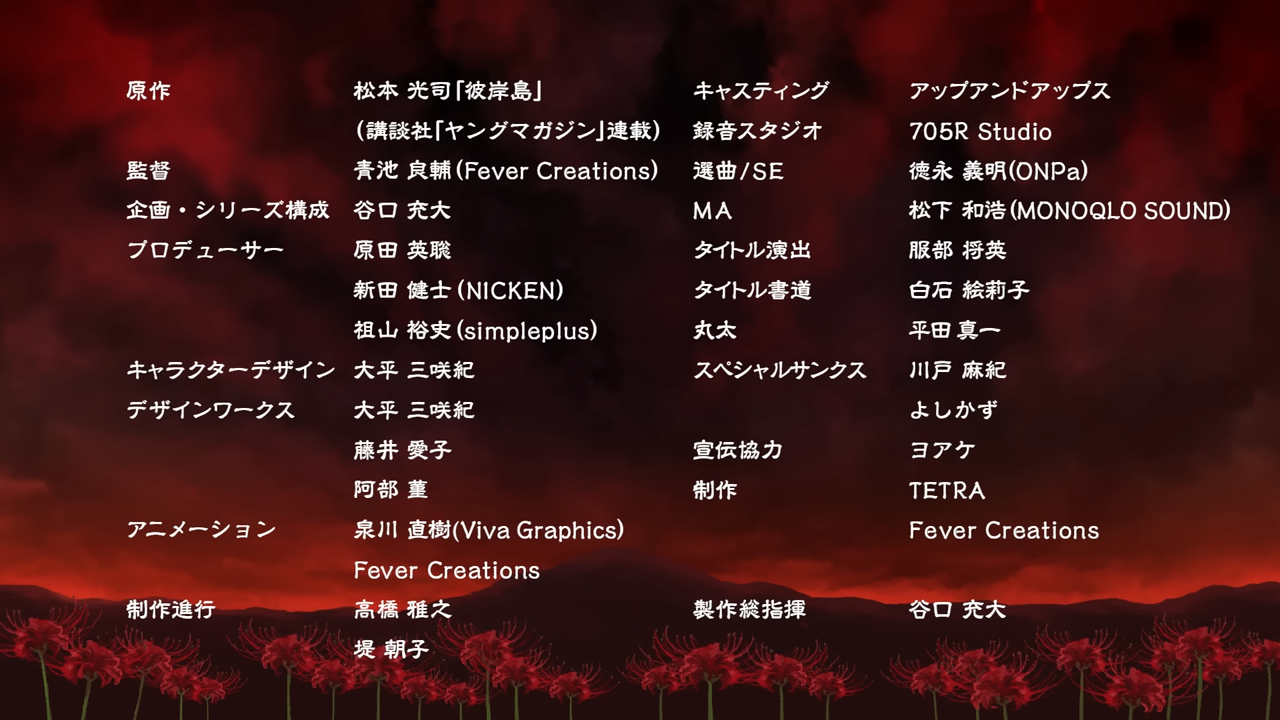 原作 松本 光司「彼岸島」
(講談社「ヤングマガジン」連載)
監督 青池 良輔(Fever Creations)
企画・シリーズ構成 谷口 充大
プロデューサー 原田 英聡
新田 健士(NICKEN)
祖山 裕史(simpleplus)
キャラクターデザイン 大平 三咲紀
デザインワークス 大平 三咲紀
藤井 愛子
阿部 菫
アニメーション 泉川 直樹(Viva Graphics)
Fever Creations
制作進行 高橋 雅之
堤 朝子
キャスティング アップアンドアップス
録音スタジオ 705R Studio
選曲/SE 徳永 義明(ONPa)
MA 松下 和浩(MONOQLO SOUND)
タイトル演出 服部 将英
タイトル書道 白石 絵莉子
丸太 平田 真一
スペシャルサンクス 川戸 麻紀
よしかず
宣伝協力 ヨアケ
制作 TETRA
Fever Creations
製作総指揮 谷口 充大